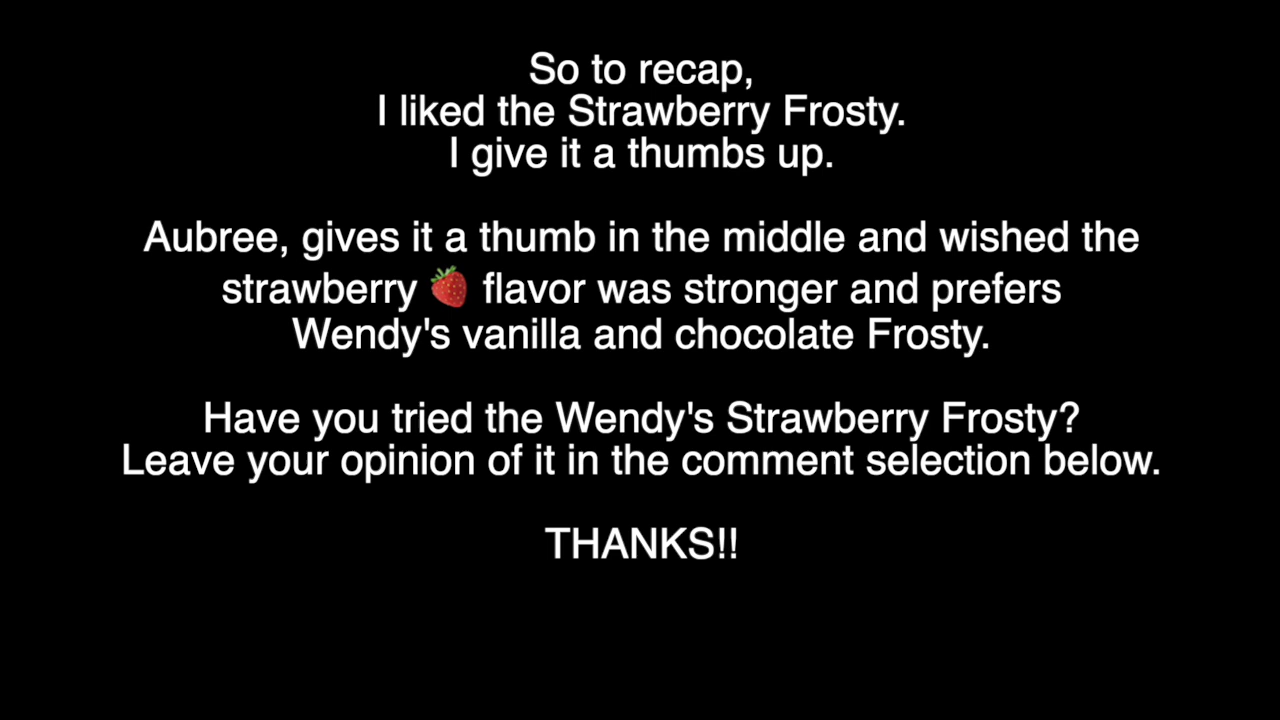 So to recap,
I liked the Strawberry Frosty.
I give it a thumbs up.
Aubree, gives it a thumb in the middle and wished the
strawberry 🍓 flavor was stronger and prefers
Wendy's vanilla and chocolate Frosty.
Have you tried the Wendy's Strawberry Frosty?
Leave your opinion of it in the comment selection below.
THANKS!!